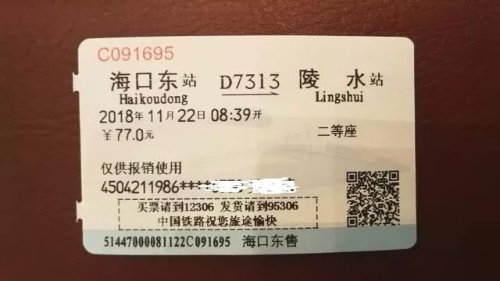 C091695
海口东站 D7313 陵水站
Haikoudong Lingshui
2018年11月22日08:39开
￥77.0元 二等座
仅供报销使用
4504211986****
买票请到12306 发货请到95306
中国铁路祝您旅途愉快
51447000081122C091695 海口东售